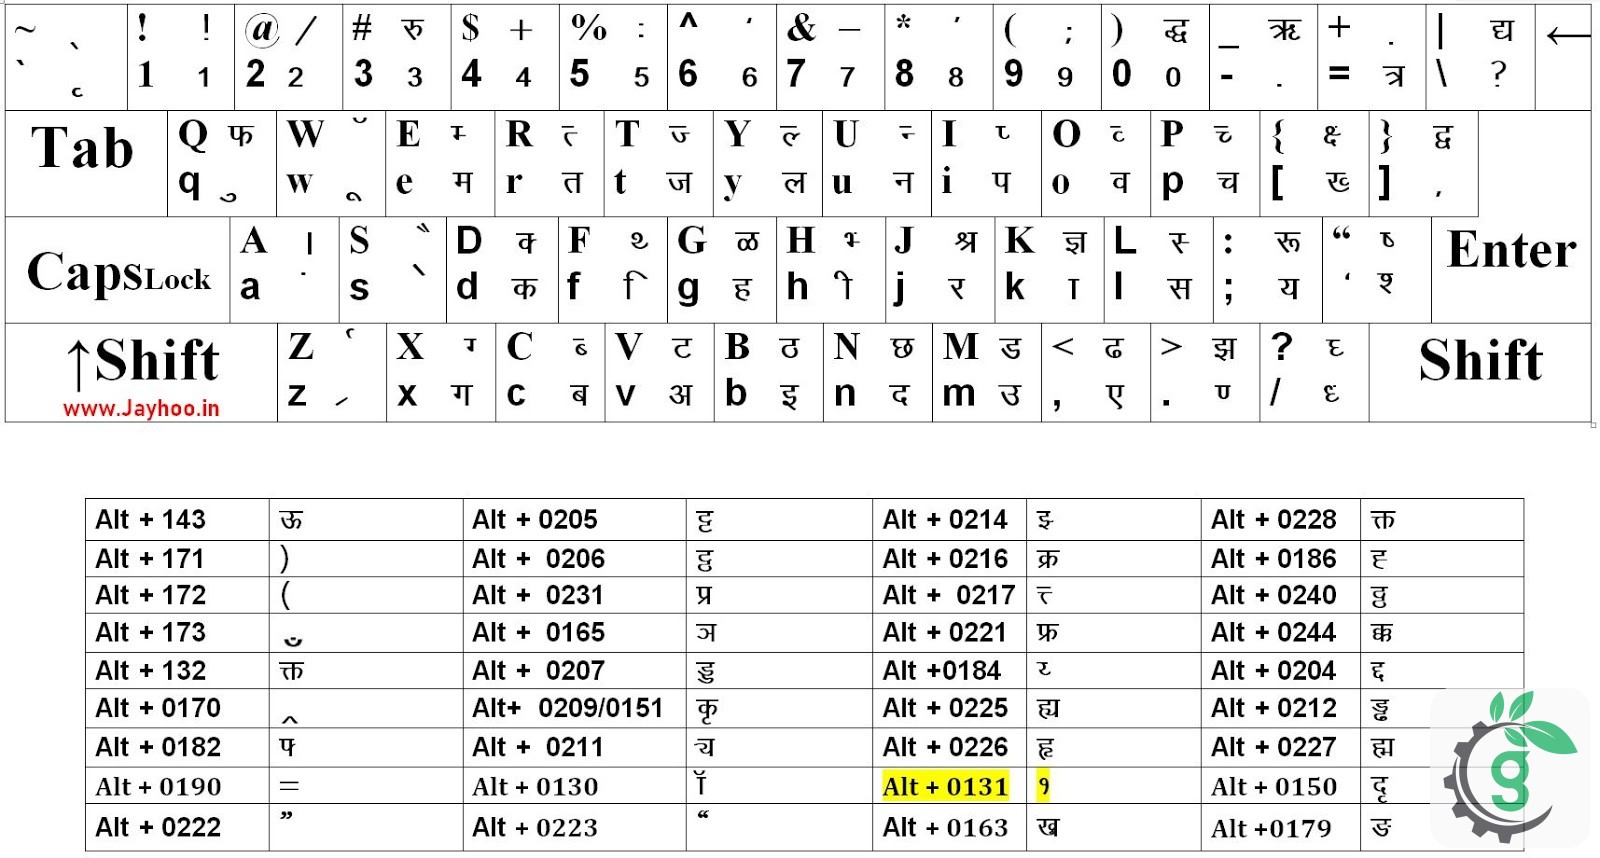 ~ ! ! @ / # रु $ + % : ^ ‘ & – * ’ ( ; ) द्ध _ ऋ + . | द्य ←
` 1 1 2 2 3 3 4 4 5 5 6 6 7 7 8 8 9 9 0 0 - . = त्र \ ?
Tab Q फ W ॅ E म् R त् T ज् Y ल् U न् I प् O व् P च् { क्ष् } द्व
q ु w ू e म r त t ज y ल u न i प o व p च [ ख् ] ,
CapsLock A । S ै D क्त F थ् G ळ H भ् J श्र K ज्ञ L स् : रू “ ष् Enter
a ं s े d क f ि g ह h ी j र k ा l स ; य ‘ श्
↑Shift Z र्  X ग् C ब् V ट B ठ N छ M ड < ढ > झ ? घ् Shift
www.Jayhoo.in z ्र x ग c ब v अ b इ n द m उ , ए . ण् / ध्
Alt + 143 ऊ Alt + 0205 ट्ट Alt + 0214 Alt + 0228 क्त
Alt + 171 ) Alt + 0206 ट्ठ Alt + 0216 क्र Alt + 0186 ह्
Alt + 172 ( Alt + 0231 प्र Alt + 0217 त्त् Alt + 0240
Alt + 173 Alt + 0165 ञ Alt + 0221 फ्र Alt + 0244 क्क
Alt + 132 क्त Alt + 0207 ड्ड Alt +0184 Alt + 0204 द्द
Alt + 0170 ‸ Alt+ 0209/0151 कृ Alt + 0225 ह्य Alt + 0212 ड्ढ
Alt + 0182 फ् Alt + 0211 Alt + 0226 हृ Alt + 0227 ह्म
Alt + 0190 = Alt + 0130 ॉ Alt + 0131 १ Alt + 0150 दृ
Alt + 0222 ” Alt + 0223 “ Alt + 0163 Alt +0179 ङ
g